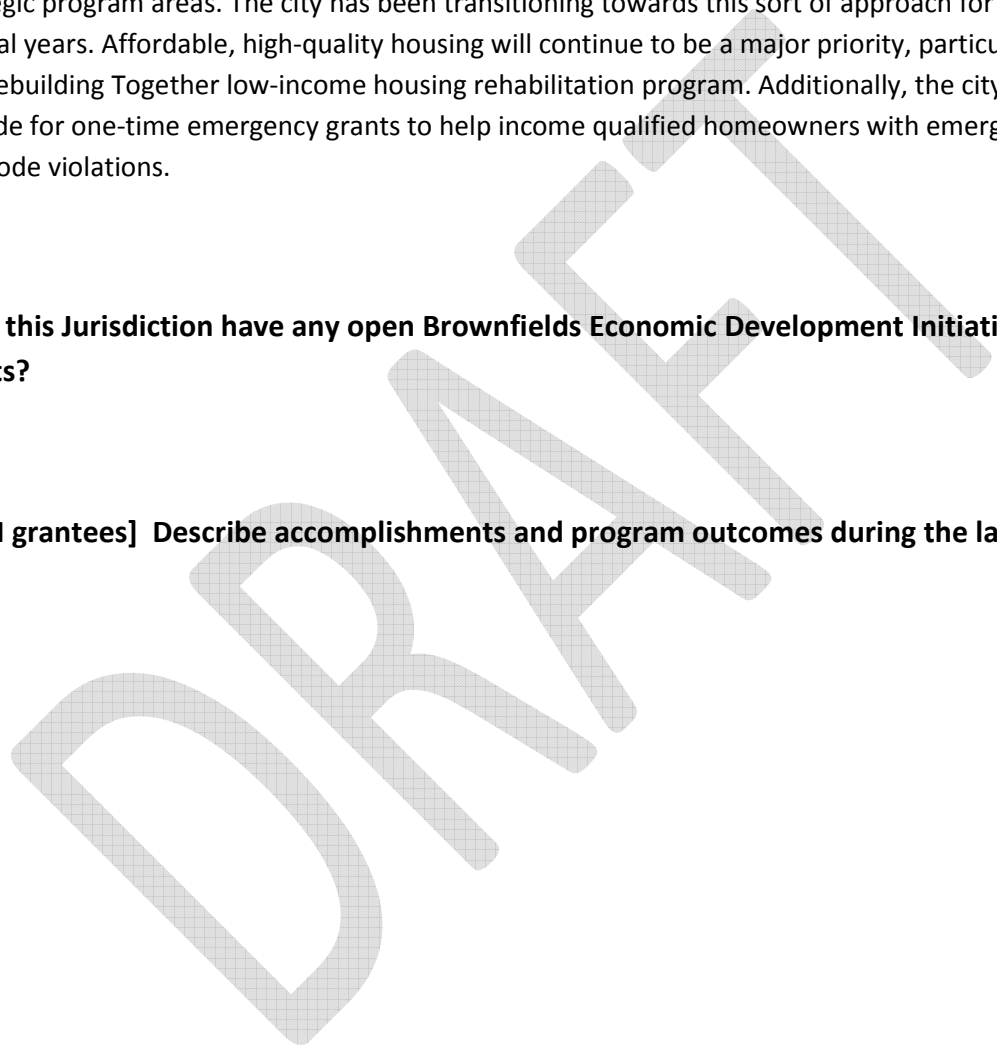 egic program areas. The city has been transitioning towards this sort of approach for
al years. Affordable, high-quality housing will continue to be a major priority, particu
ebuilding Together low-income housing rehabilitation program. Additionally, the city
de for one-time emergency grants to help income qualified homeowners with emerg
ode violations.
this Jurisdiction have any open Brownfields Economic Development Initiati
ts?
I grantees] Describe accomplishments and program outcomes during the la
DRAFT